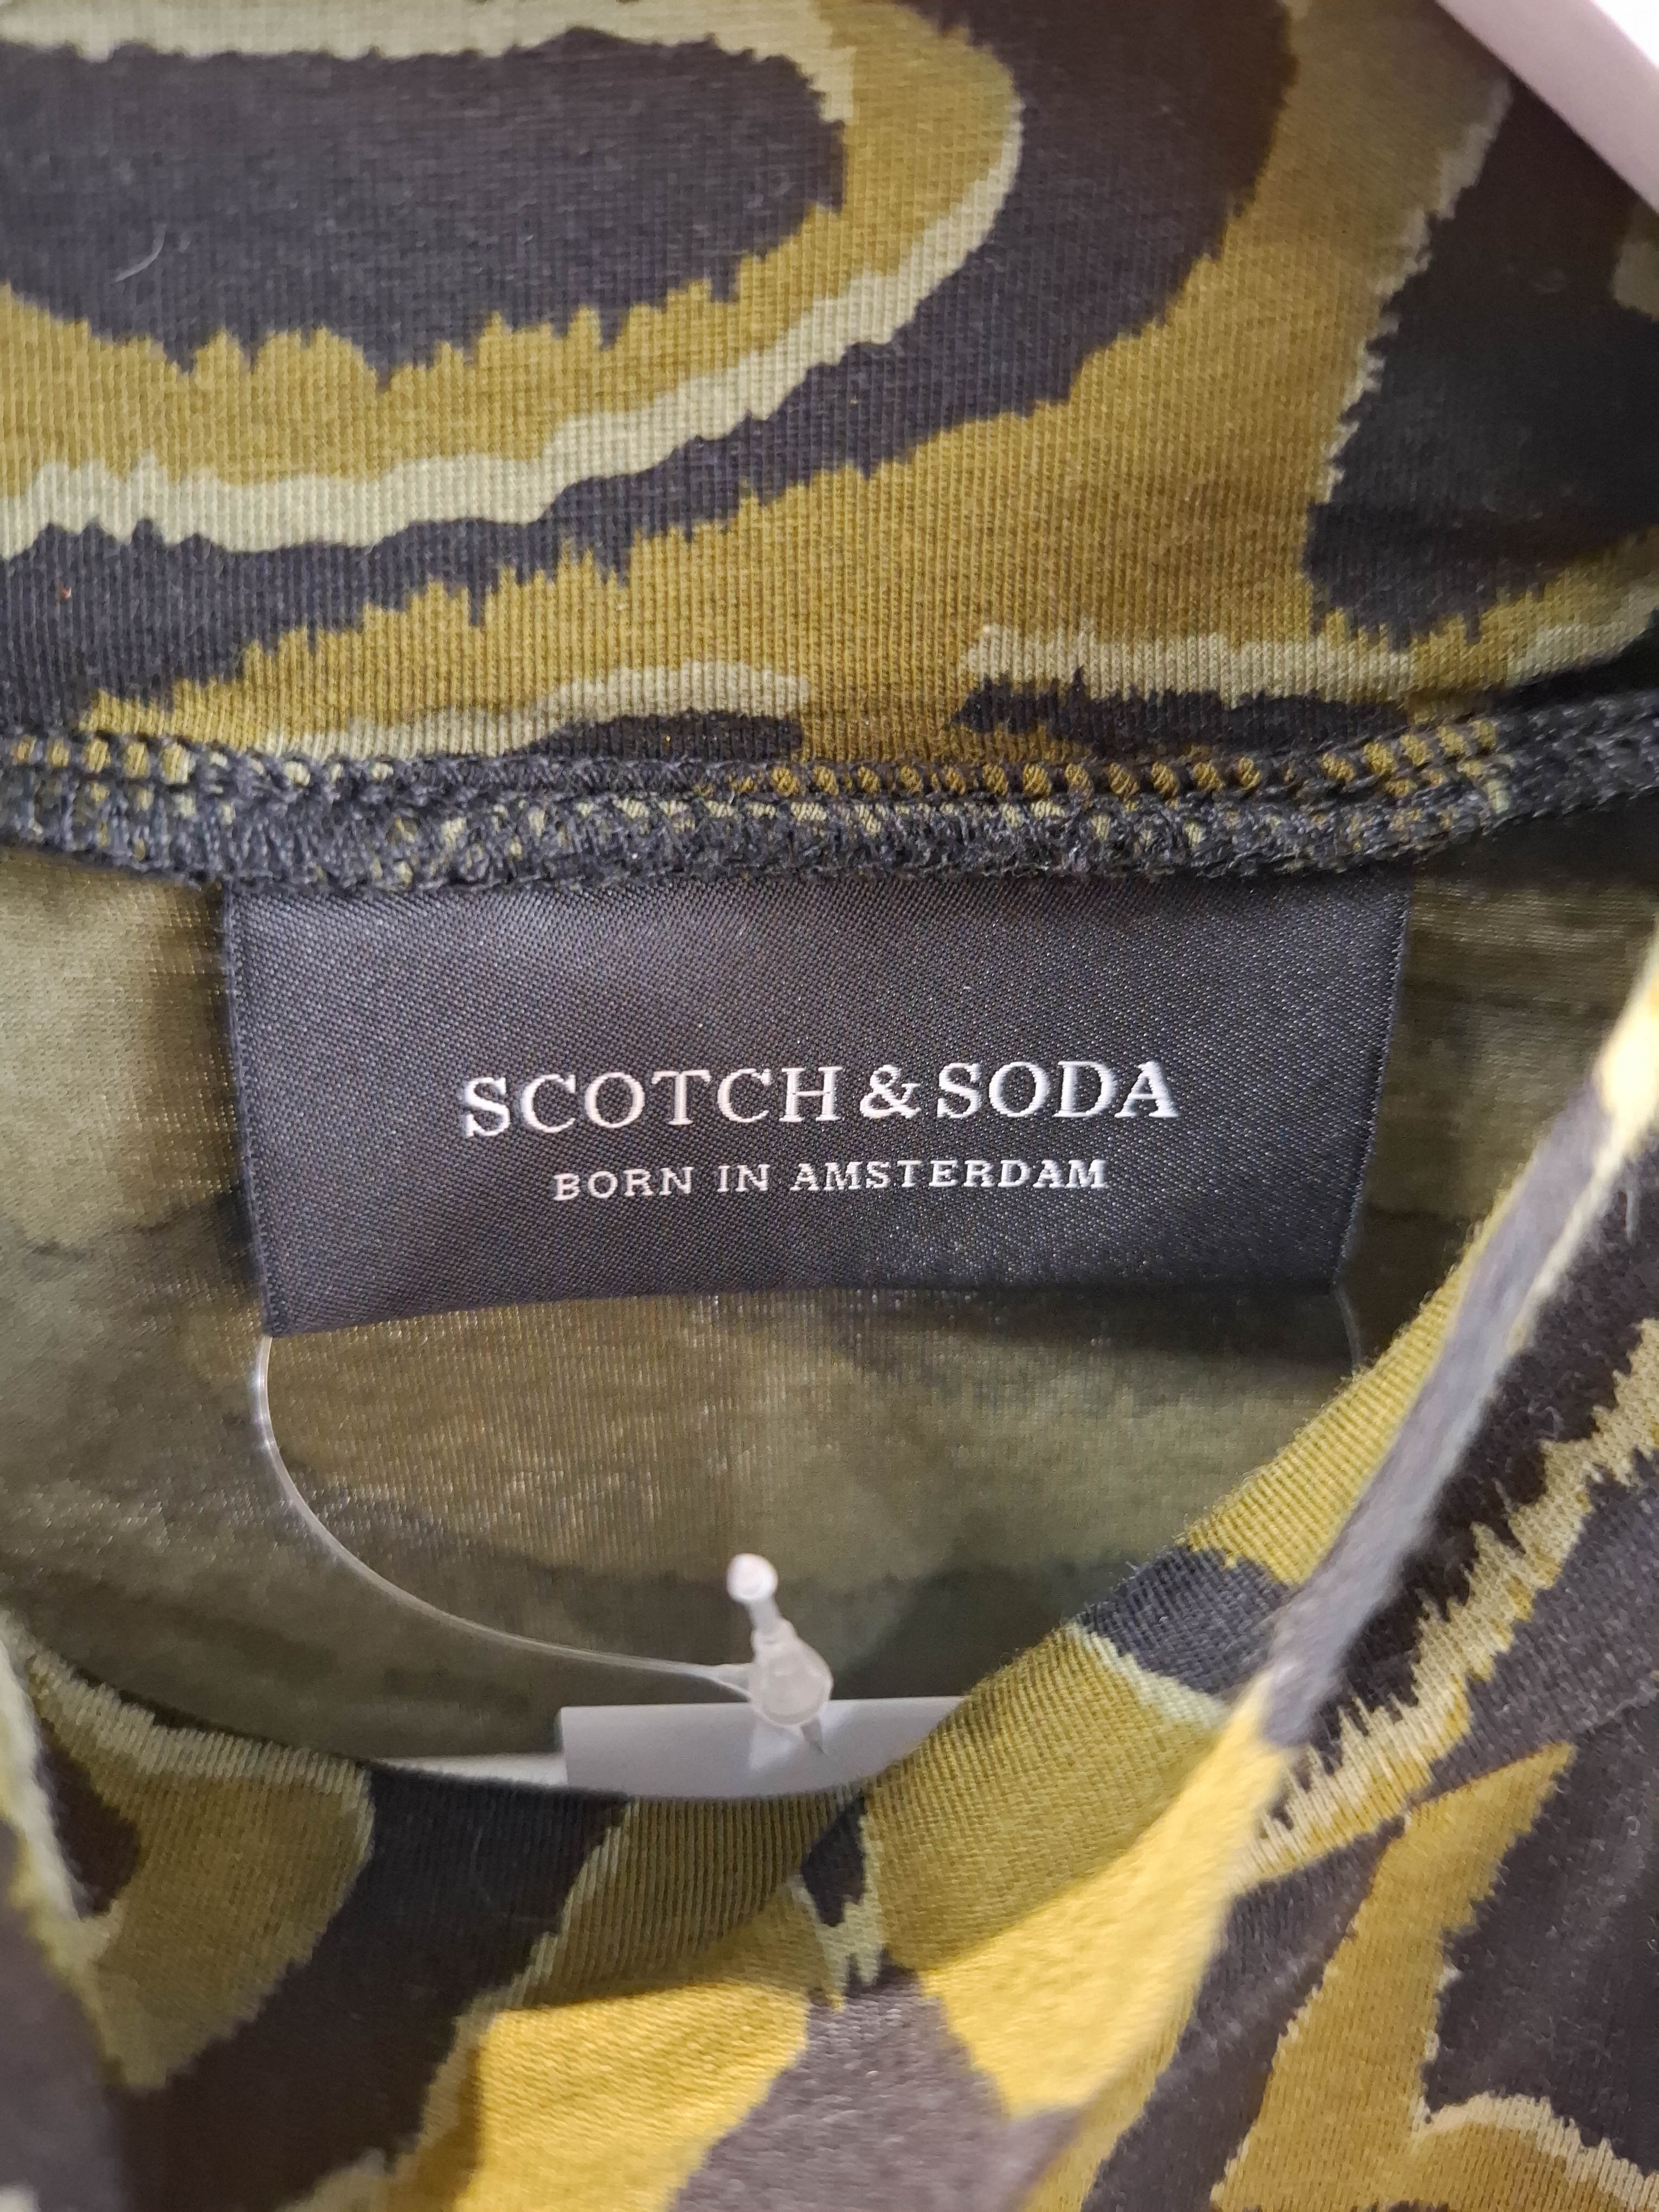 SCOTCH & SODA
BORN IN AMSTERDAM